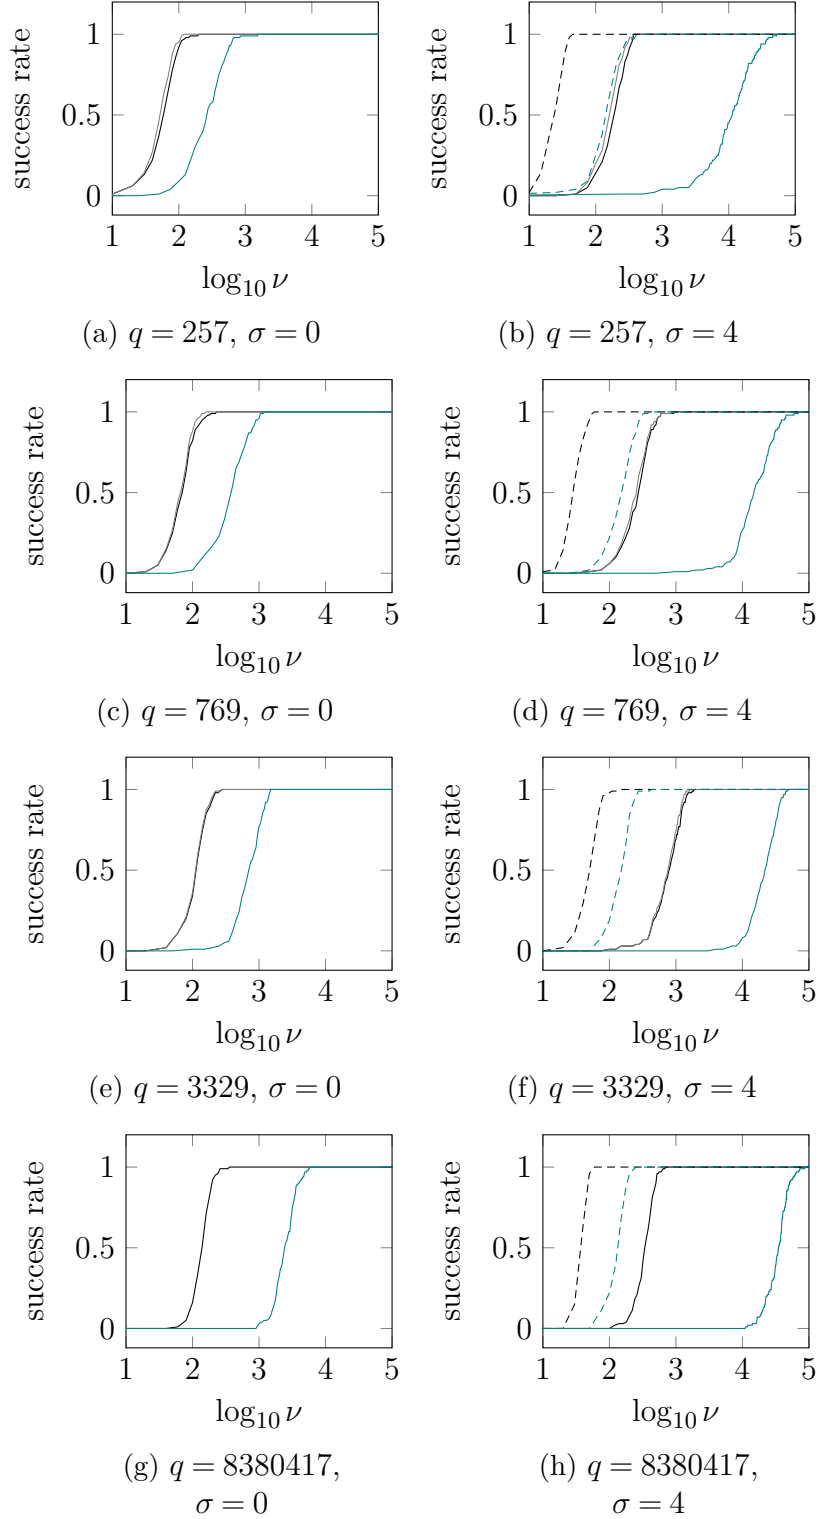 success rate
1
0.5
0
1 2 3 4 5
log₁₀ ν
(a) q = 257, σ = 0
success rate
1
0.5
0
1 2 3 4 5
log₁₀ ν
(b) q = 257, σ = 4
success rate
1
0.5
0
1 2 3 4 5
log₁₀ ν
(c) q = 769, σ = 0
success rate
1
0.5
0
1 2 3 4 5
log₁₀ ν
(d) q = 769, σ = 4
success rate
1
0.5
0
1 2 3 4 5
log₁₀ ν
(e) q = 3329, σ = 0
success rate
1
0.5
0
1 2 3 4 5
log₁₀ ν
(f) q = 3329, σ = 4
success rate
1
0.5
0
1 2 3 4 5
log₁₀ ν
(g) q = 8380417,
σ = 0
success rate
1
0.5
0
1 2 3 4 5
log₁₀ ν
(h) q = 8380417,
σ = 4